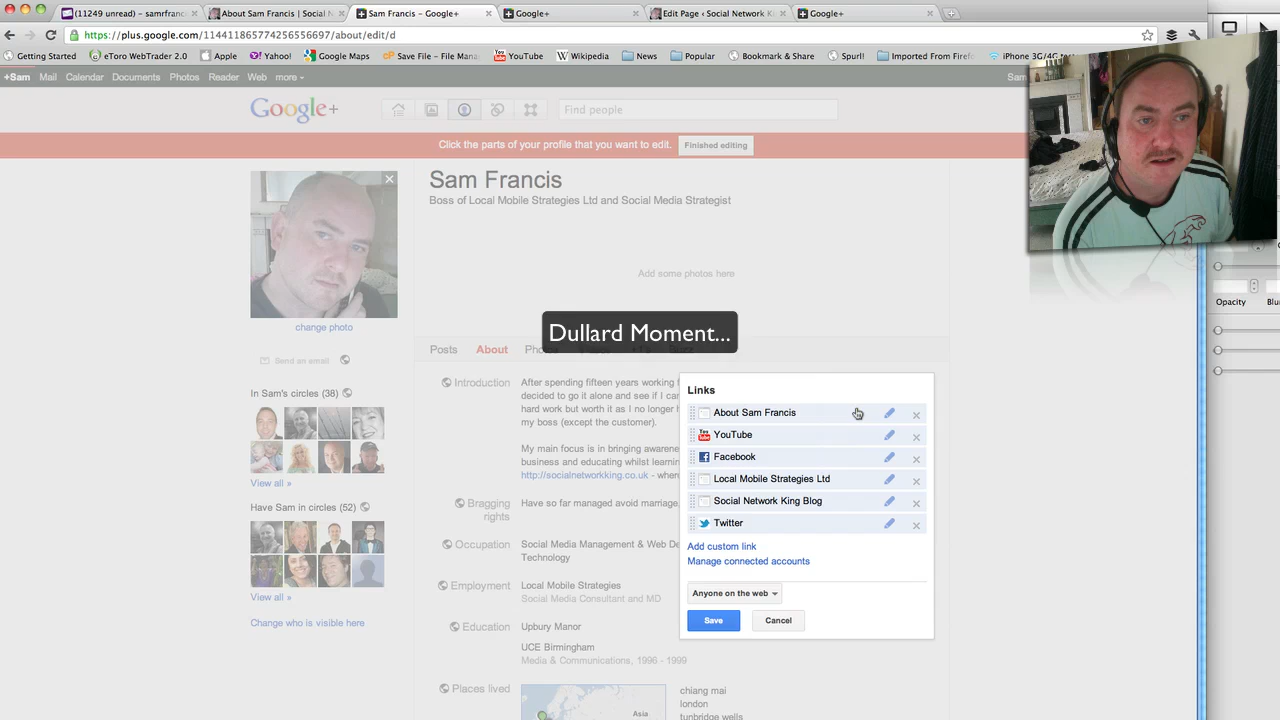 (11249 unread) - samrfranc
About Sam Francis | Social N
Sam Francis – Google+
Google+
Edit Page ‹ Social Network K
Google+
https://plus.google.com/114411865774256556697/about/edit/d
Getting Started
eToro WebTrader 2.0
Apple
Yahoo!
Google Maps
Save File - File Mana
YouTube
Wikipedia
News
Popular
Bookmark & Share
Spurl!
Imported From Firefo
iPhone 3G/4G
+Sam Mail Calendar Documents Photos Reader Web more
Sam
Google+
Find people
Click the parts of your profile that you want to edit. Finished editing
Sam Francis
Boss of Local Mobile Strategies Ltd and Social Media Strategist
Add some photos here
change photo
Dullard Moment...
Posts About
Send an email
In Sam's circles (38)
View all »
Have Sam in circles (52)
View all »
Change who is visible here
Introduction
After spending fifteen years working f
decided to go it alone and see if I can
hard work but worth it as I no longer h
my boss (except the customer).
My main focus is in bringing awarene
business and educating whilst learnin
http://socialnetworkking.co.uk - where
Bragging
rights
Have so far managed avoid marriage,
Occupation
Social Media Management & Web De
Technology
Employment
Local Mobile Strategies
Social Media Consultant and MD
Education
Upbury Manor
UCE Birmingham
Media & Communications, 1996 - 1999
Places lived
Asia
chiang mai
london
tunbridge wells
Links
About Sam Francis
YouTube
Facebook
Local Mobile Strategies Ltd
Social Network King Blog
Twitter
Add custom link
Manage connected accounts
Anyone on the web
Save
Cancel
Opacity
Blu